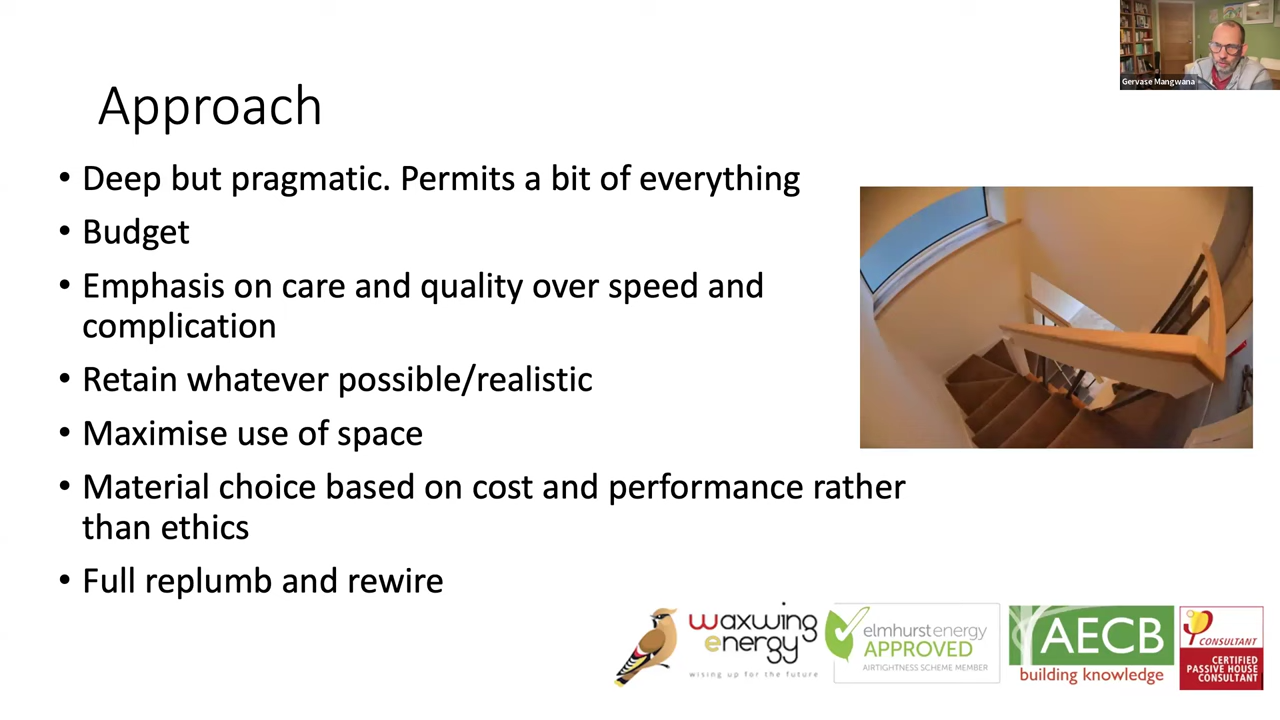 Gervase Mangwana
Approach
• Deep but pragmatic. Permits a bit of everything
• Budget
• Emphasis on care and quality over speed and
complication
• Retain whatever possible/realistic
• Maximise use of space
• Material choice based on cost and performance rather
than ethics
• Full replumb and rewire
waxwing
energy
wising up for the future
elmhurst energy
APPROVED
AIRTIGHTNESS SCHEME MEMBER
AECB
building knowledge
CONSULTANT
CERTIFIED
PASSIVE HOUSE
CONSULTANT